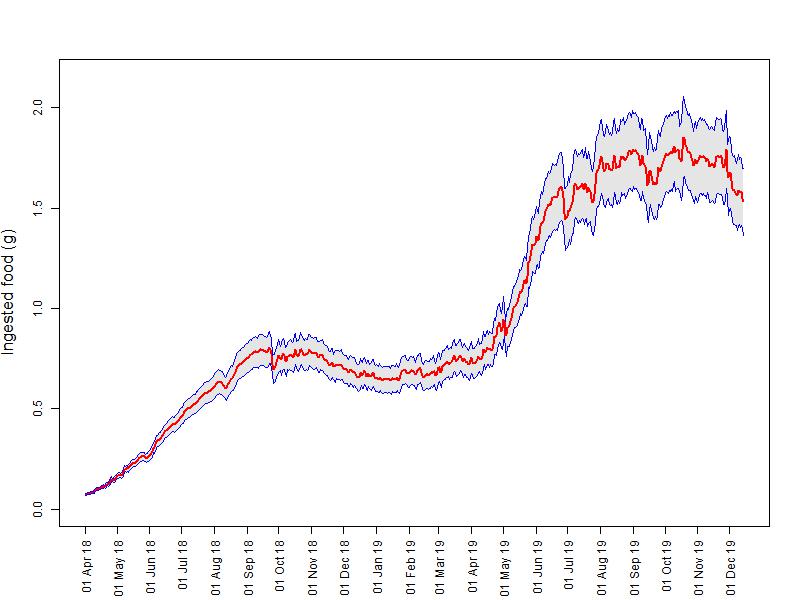 Ingested food (g)
2.0
1.5
1.0
0.5
0.0
01 Apr 18
01 May 18
01 Jun 18
01 Jul 18
01 Aug 18
01 Sep 18
01 Oct 18
01 Nov 18
01 Dec 18
01 Jan 19
01 Feb 19
01 Mar 19
01 Apr 19
01 May 19
01 Jun 19
01 Jul 19
01 Aug 19
01 Sep 19
01 Oct 19
01 Nov 19
01 Dec 19